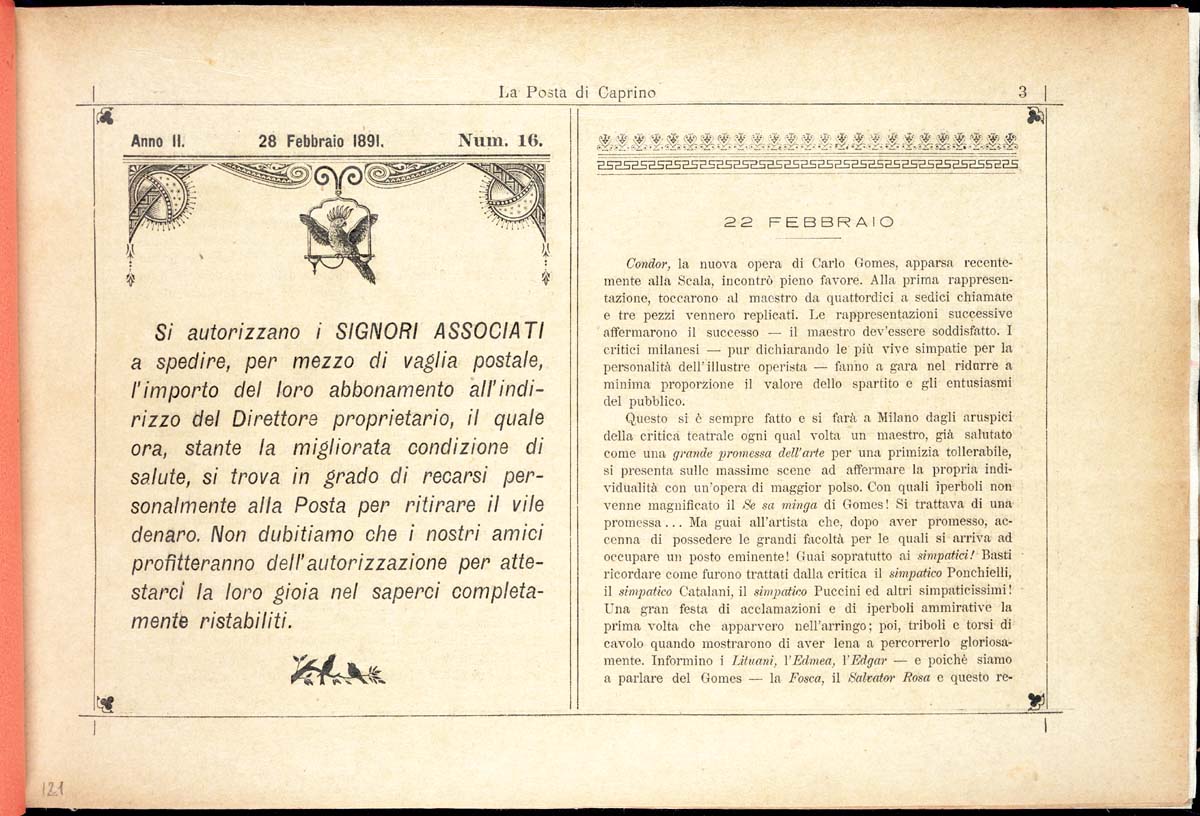 La Posta di Caprino
3
Anno II.
28 Febbraio 1891.
Num. 16.
Si autorizzano i SIGNORI ASSOCIATI
a spedire, per mezzo di vaglia postale,
l'importo del loro abbonamento all'indi-
rizzo del Direttore proprietario, il quale
ora, stante la migliorata condizione di
salute, si trova in grado di recarsi per-
sonalmente alla Posta per ritirare il vile
denaro. Non dubitiamo che i nostri amici
profitteranno dell'autorizzazione per atte-
starci la loro gioia nel saperci completa-
mente ristabiliti.
22 FEBBRAIO
Condor, la nuova opera di Carlo Gomes, apparsa recente-
mente alla Scala, incontrò pieno favore. Alla prima rappresen-
tazione, toccarono al maestro da quattordici a sedici chiamate
e tre pezzi vennero replicati. Le rappresentazioni successive
affermarono il successo — il maestro dev'essere soddisfatto. I
critici milanesi — pur dichiarando le più vive simpatie per la
personalità dell'illustre operista — fanno a gara nel ridurre a
minima proporzione il valore dello spartito e gli entusiasmi
del pubblico.
Questo si è sempre fatto e si farà a Milano dagli aruspici
della critica teatrale ogni qual volta un maestro, già salutato
come una grande promessa dell'arte per una primizia tollerabile,
si presenta sulle massime scene ad affermare la propria indi-
vidualità con un'opera di maggior polso. Con quali iperboli non
venne magnificato il Se sa minga di Gomes! Si trattava di una
promessa... Ma guai all'artista che, dopo aver promesso, ac-
cenna di possedere le grandi facoltà per le quali si arriva ad
occupare un posto eminente! Guai sopratutto ai simpatici! Basti
ricordare come furono trattati dalla critica il simpatico Ponchielli,
il simpatico Catalani, il simpatico Puccini ed altri simpaticissimi!
Una gran festa di acclamazioni e di iperboli ammirative la
prima volta che apparvero nell'arringo; poi, triboli e torsi di
cavolo quando mostrarono di aver lena a percorrerlo gloriosa-
mente. Informino i Lituani, l'Edmea, l'Edgar — e poichè siamo
a parlare del Gomes — la Fosca, il Salvator Rosa e questo re-
121